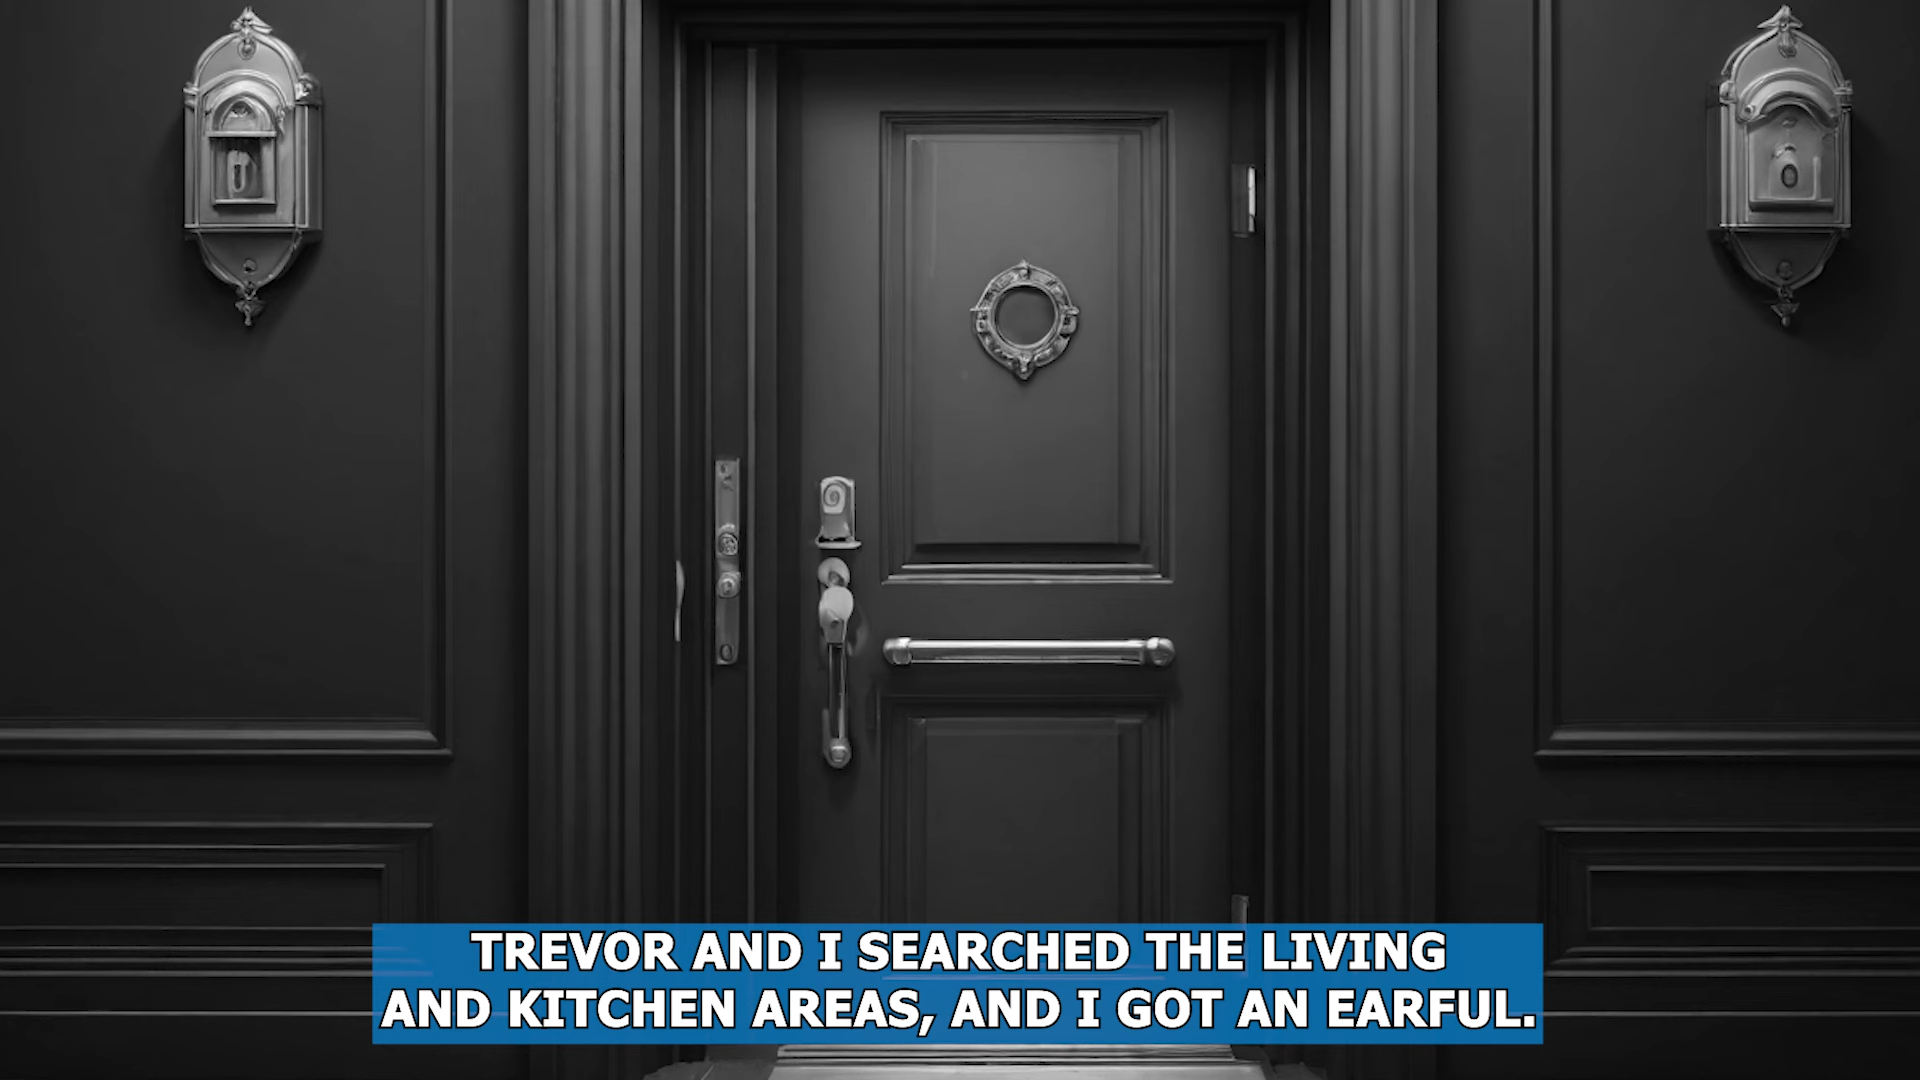 TREVOR AND I SEARCHED THE LIVING
AND KITCHEN AREAS, AND I GOT AN EARFUL.